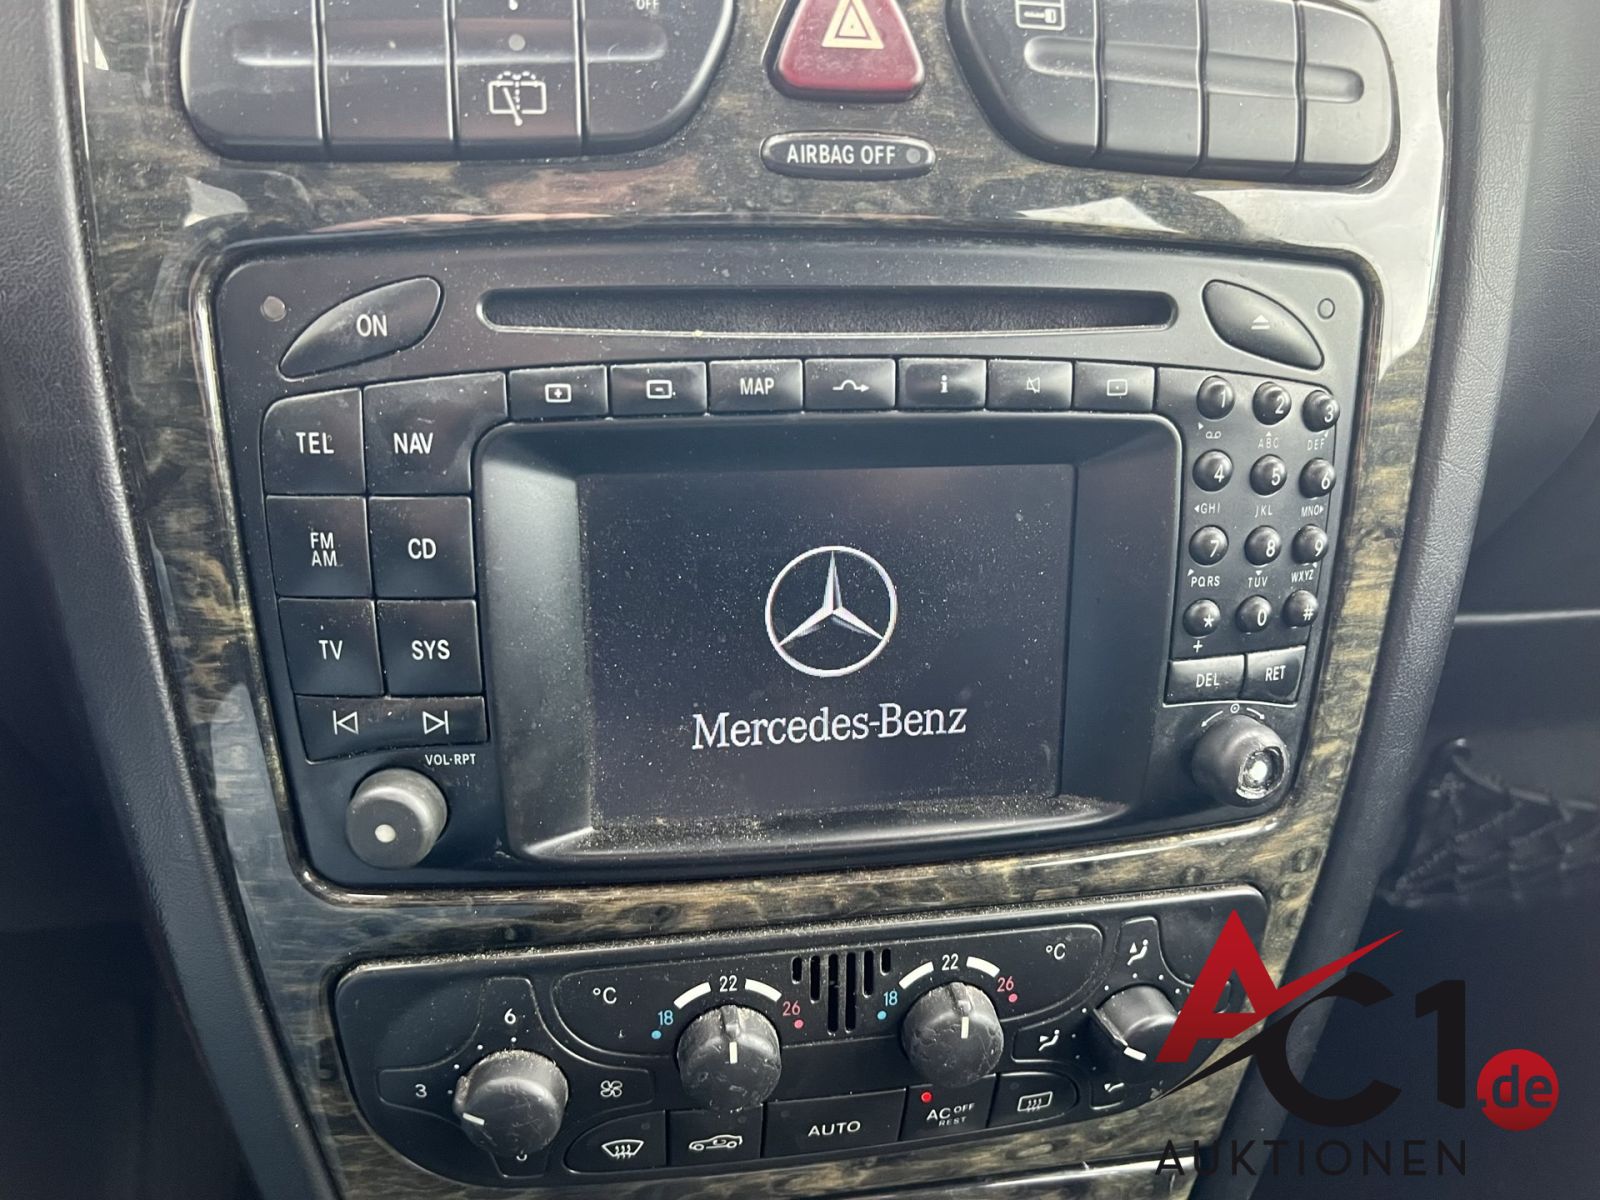 OFF
AIRBAG OFF
ON
MAP
i
TEL
NAV
FM
AM
CD
TV
SYS
VOL·RPT
Mercedes-Benz
1
2
3
ABC
DEF
4
5
6
GHI
JKL
MNO
7
8
9
PQRS
TUV
WXYZ
*
0
#
+
DEL
RET
°C
22
18
26
22
18
26
°C
6
3
AUTO
AC OFF
REST
AC1.de
AUKTIONEN